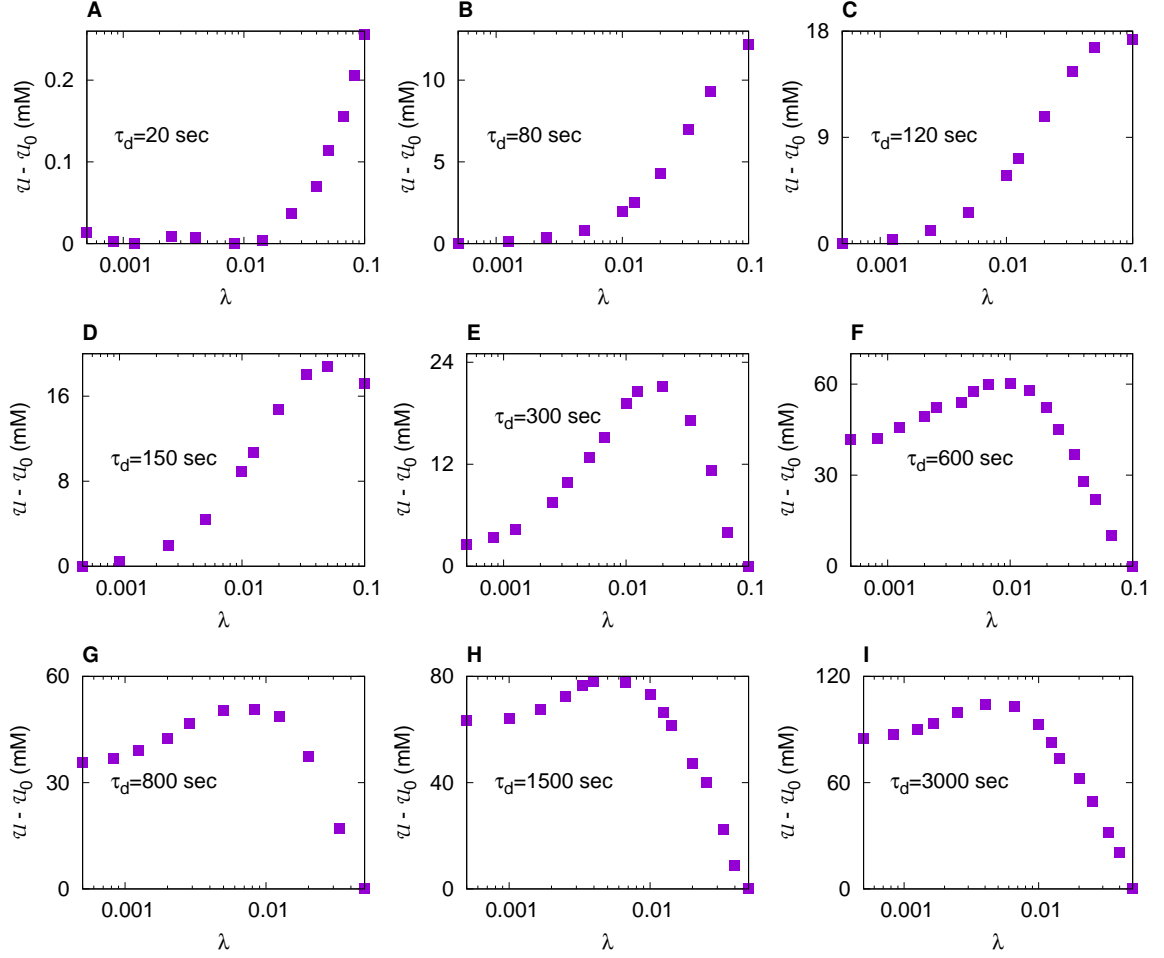 A
𝒰 - 𝒰0 (mM)
0.2
0.1
0
τd=20 sec
0.001 0.01 0.1
λ
B
𝒰 - 𝒰0 (mM)
10
5
0
τd=80 sec
0.001 0.01 0.1
λ
C
𝒰 - 𝒰0 (mM)
18
9
0
τd=120 sec
0.001 0.01 0.1
λ
D
𝒰 - 𝒰0 (mM)
16
8
0
τd=150 sec
0.001 0.01 0.1
λ
E
𝒰 - 𝒰0 (mM)
24
12
0
τd=300 sec
0.001 0.01 0.1
λ
F
𝒰 - 𝒰0 (mM)
60
30
0
τd=600 sec
0.001 0.01 0.1
λ
G
𝒰 - 𝒰0 (mM)
60
30
0
τd=800 sec
0.001 0.01
λ
H
𝒰 - 𝒰0 (mM)
80
40
0
τd=1500 sec
0.001 0.01
λ
I
𝒰 - 𝒰0 (mM)
120
60
0
τd=3000 sec
0.001 0.01
λ